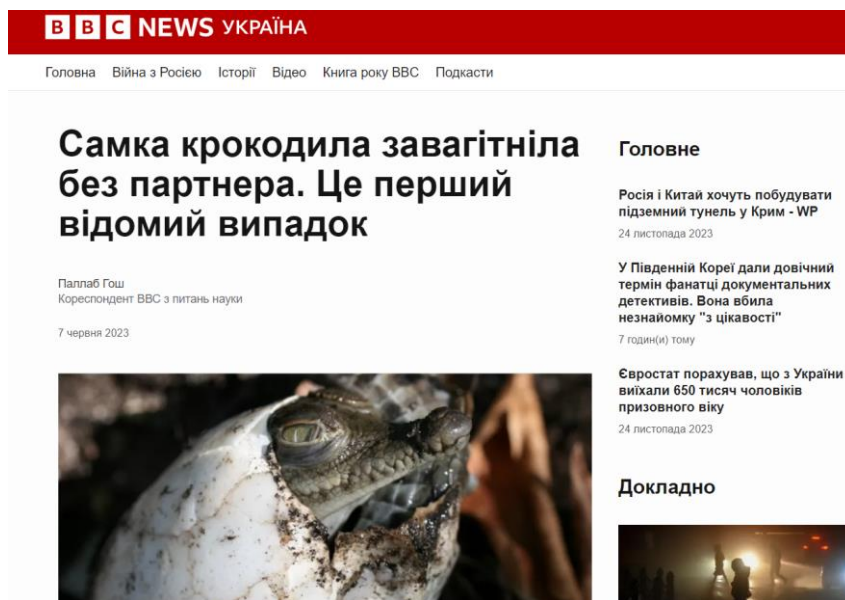 BBC NEWS УКРАЇНА
Головна Війна з Росією Історії Відео Книга року BBC Подкасти
Самка крокодила завагітніла
без партнера. Це перший
відомий випадок
Паллаб Гош
Кореспондент BBC з питань науки
7 червня 2023
Головне
Росія і Китай хочуть побудувати
підземний тунель у Крим - WP
24 листопада 2023
У Південній Кореї дали довічний
термін фанатці документальних
детективів. Вона вбила
незнайомку "з цікавості"
7 годин(и) тому
Євростат порахував, що з України
виїхали 650 тисяч чоловіків
призовного віку
24 листопада 2023
Докладно